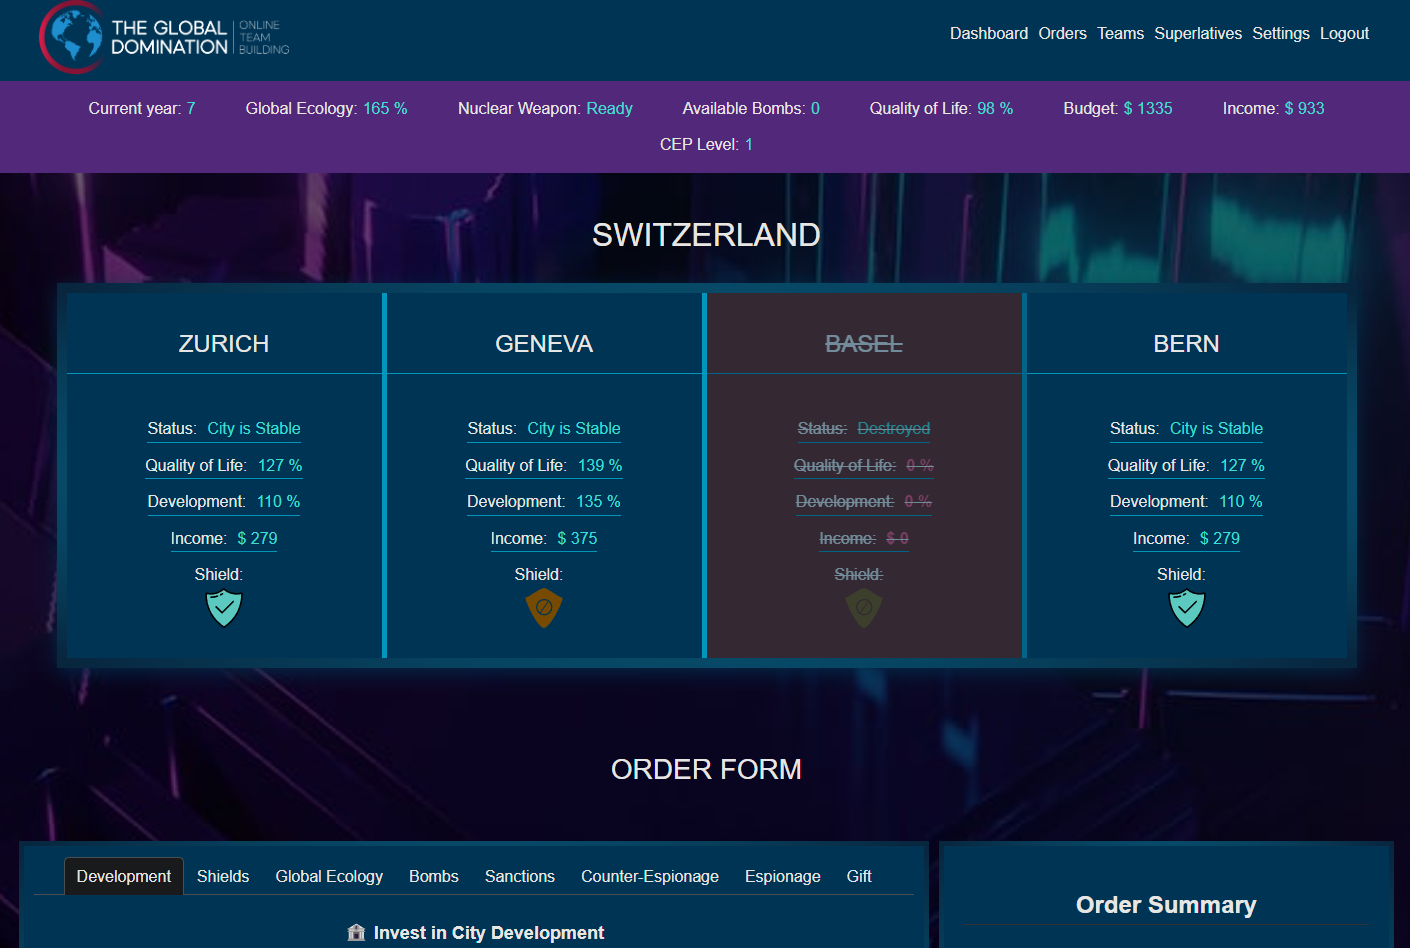 THE GLOBAL DOMINATION
ONLINE TEAM BUILDING
Dashboard Orders Teams Superlatives Settings Logout
Current year: 7 Global Ecology: 165 % Nuclear Weapon: Ready Available Bombs: 0 Quality of Life: 98 % Budget: $ 1335 Income: $ 933
CEP Level: 1
SWITZERLAND
ZURICH
Status: City is Stable
Quality of Life: 127 %
Development: 110 %
Income: $ 279
Shield:
GENEVA
Status: City is Stable
Quality of Life: 139 %
Development: 135 %
Income: $ 375
Shield:
BASEL
Status: Destroyed
Quality of Life: 0 %
Development: 0 %
Income: $ 0
Shield:
BERN
Status: City is Stable
Quality of Life: 127 %
Development: 110 %
Income: $ 279
Shield:
ORDER FORM
Development Shields Global Ecology Bombs Sanctions Counter-Espionage Espionage Gift
Invest in City Development
Order Summary